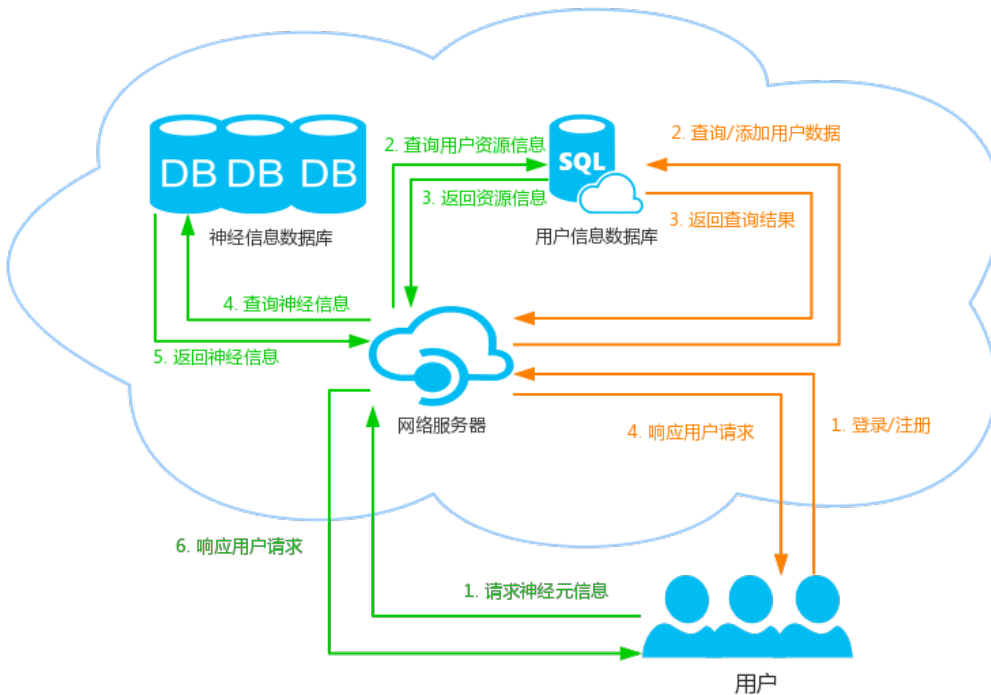 2. 查询用户资源信息
2. 查询/添加用户数据
DB DB DB
SQL
3. 返回资源信息
3. 返回查询结果
神经信息数据库
用户信息数据库
4. 查询神经信息
5. 返回神经信息
网络服务器
4. 响应用户请求
1. 登录/注册
6. 响应用户请求
1. 请求神经元信息
用户